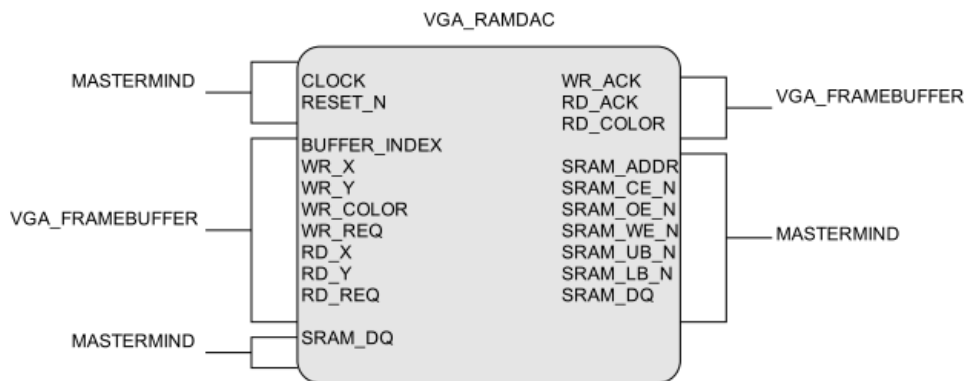 VGA_RAMDAC
MASTERMIND
CLOCK
RESET_N
BUFFER_INDEX
WR_X
WR_Y
WR_COLOR
WR_REQ
RD_X
RD_Y
RD_REQ
VGA_FRAMEBUFFER
SRAM_DQ
MASTERMIND
WR_ACK
RD_ACK
RD_COLOR
VGA_FRAMEBUFFER
SRAM_ADDR
SRAM_CE_N
SRAM_OE_N
SRAM_WE_N
SRAM_UB_N
SRAM_LB_N
SRAM_DQ
MASTERMIND